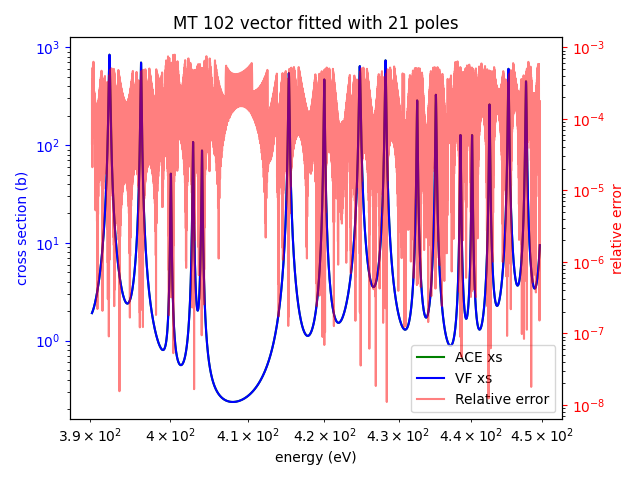 MT 102 vector fitted with 21 poles
10³
10²
10¹
10⁰
cross section (b)
10⁻³
10⁻⁴
10⁻⁵
10⁻⁶
10⁻⁷
10⁻⁸
relative error
ACE xs
VF xs
Relative error
3.9 × 10² 4 × 10² 4.1 × 10² 4.2 × 10² 4.3 × 10² 4.4 × 10² 4.5 × 10²
energy (eV)